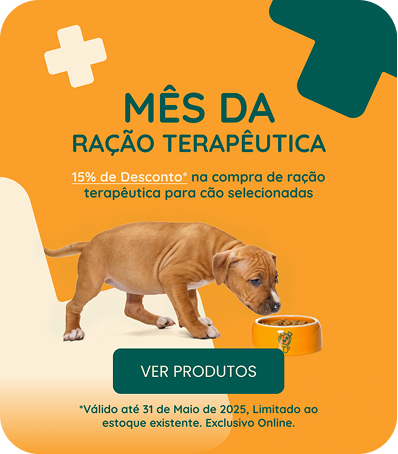 MÊS DA
RAÇÃO TERAPÊUTICA
15% de Desconto* na compra de ração
terapêutica para cão selecionadas
VER PRODUTOS
*Válido até 31 de Maio de 2025, Limitado ao
estoque existente. Exclusivo Online.